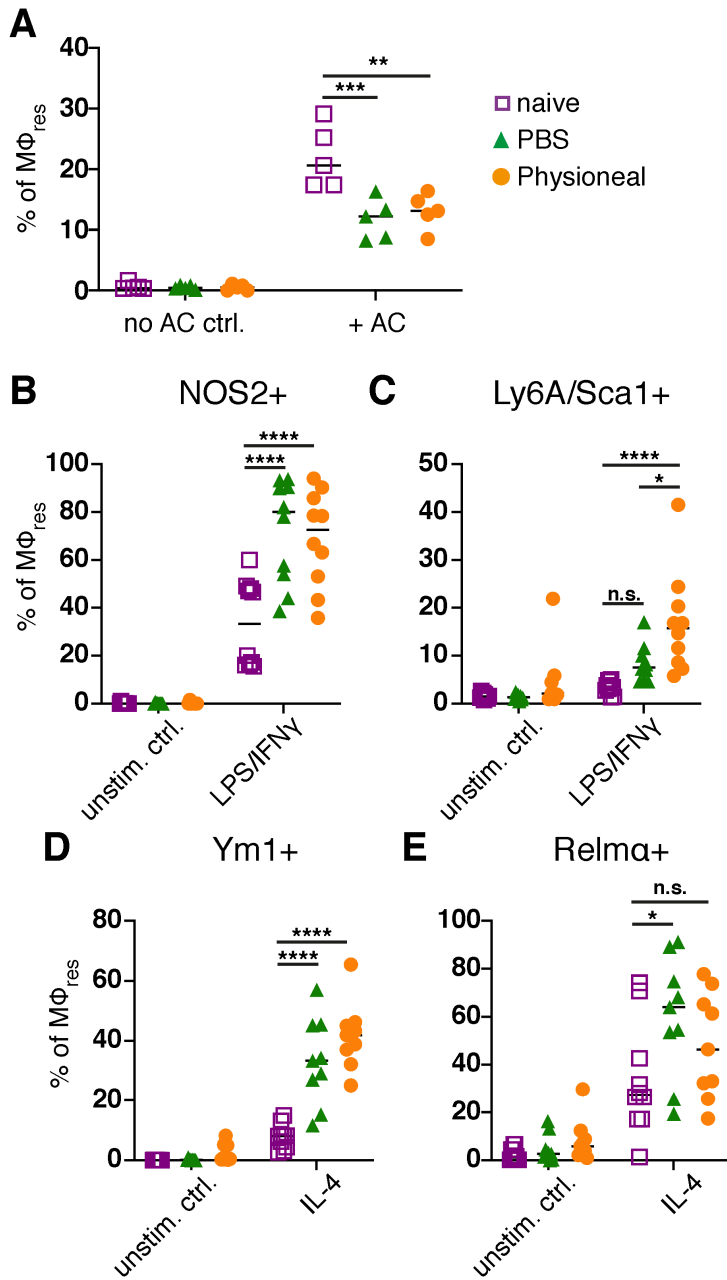 A
40
30
20
10
0
% of MΦres
**
***
naive
PBS
Physioneal
no AC ctrl.
+ AC
B
NOS2+
100
80
60
40
20
0
% of MΦres
****
****
unstim. ctrl.
LPS/IFNγ
C
Ly6A/Sca1+
50
40
30
20
10
0
****
*
n.s.
unstim. ctrl.
LPS/IFNγ
D
Ym1+
80
60
40
20
0
% of MΦres
****
****
unstim. ctrl.
IL-4
E
Relmα+
100
80
60
40
20
0
n.s.
*
unstim. ctrl.
IL-4